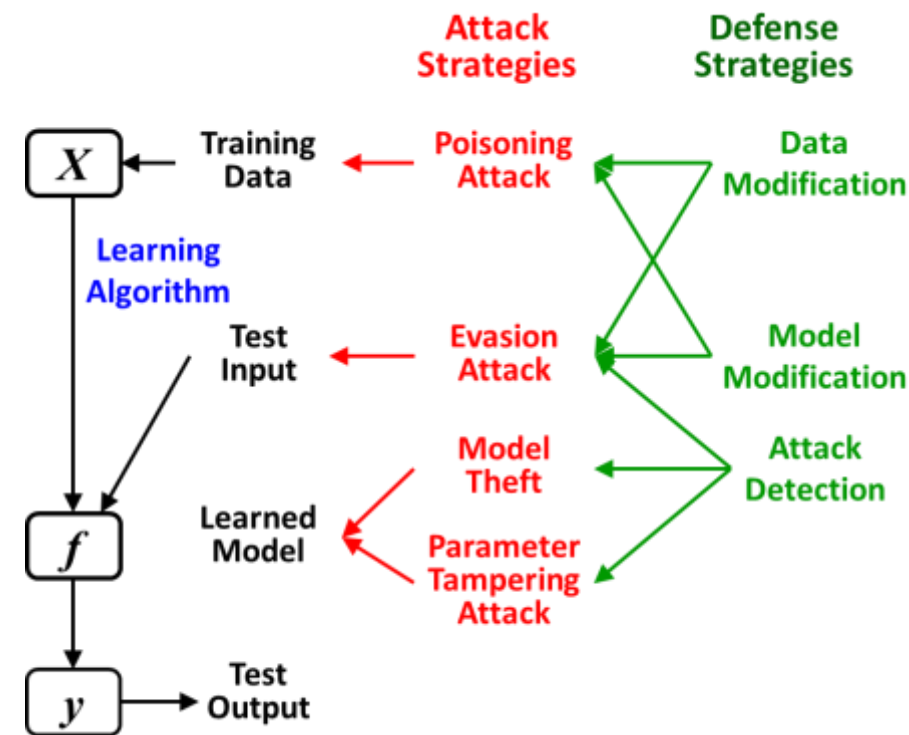 Attack
Strategies
Defense
Strategies
X
Training
Data
Poisoning
Attack
Data
Modification
Learning
Algorithm
Test
Input
Evasion
Attack
Model
Modification
Model
Theft
Attack
Detection
f
Learned
Model
Parameter
Tampering
Attack
y
Test
Output